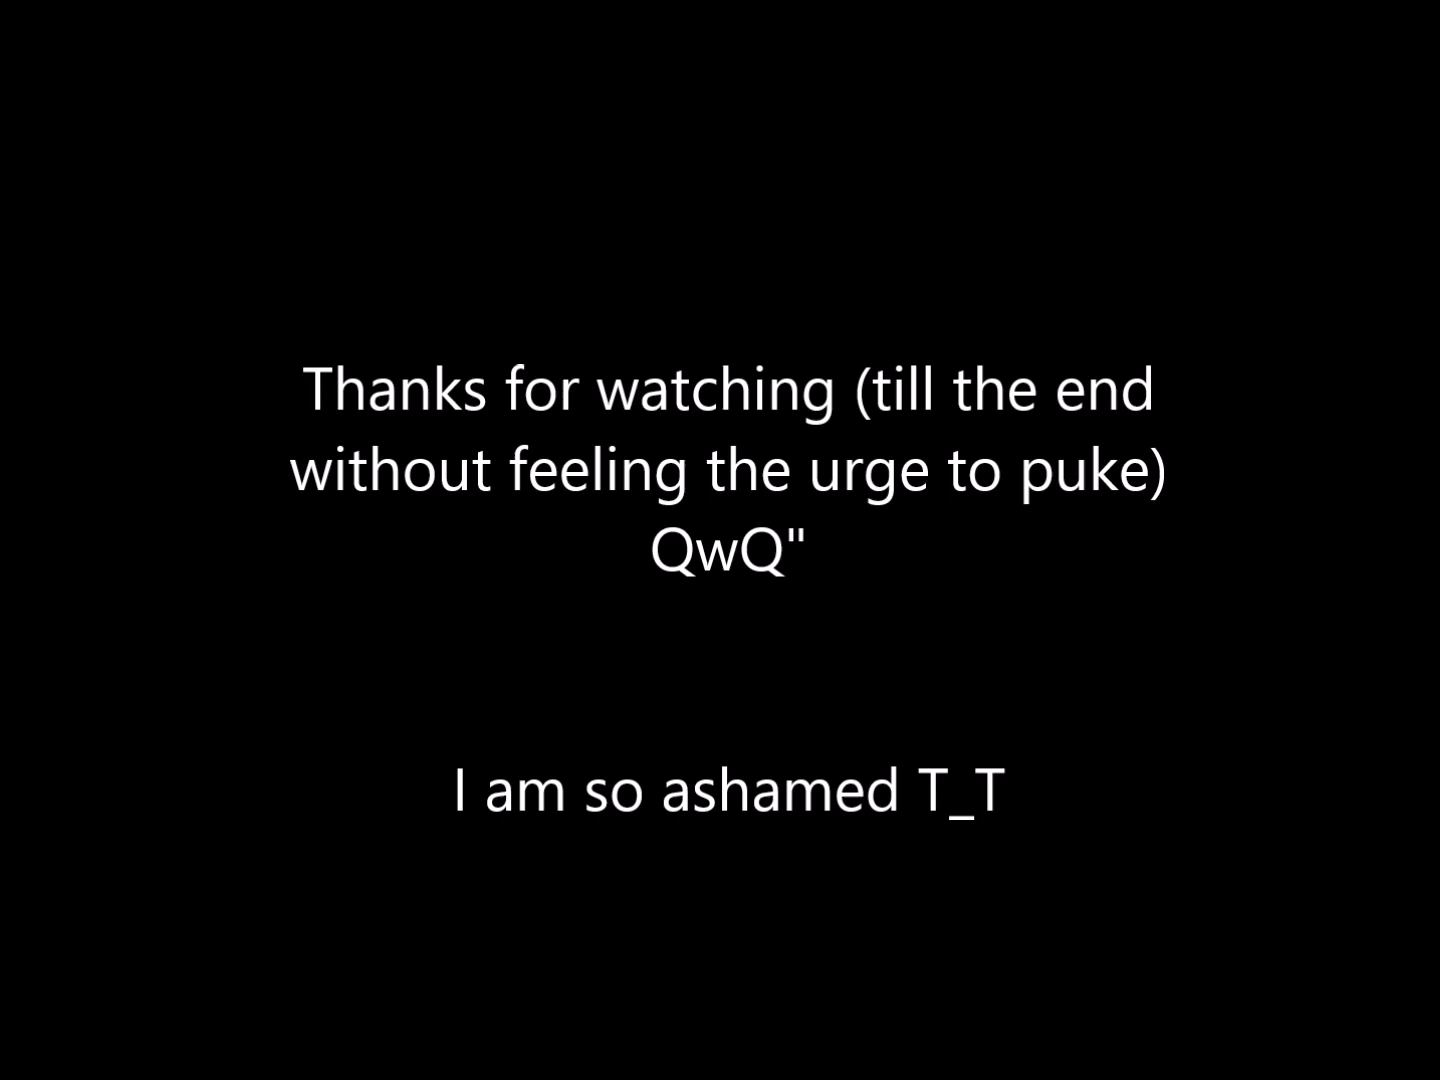 Thanks for watching (till the end
without feeling the urge to puke)
QwQ"
I am so ashamed T_T